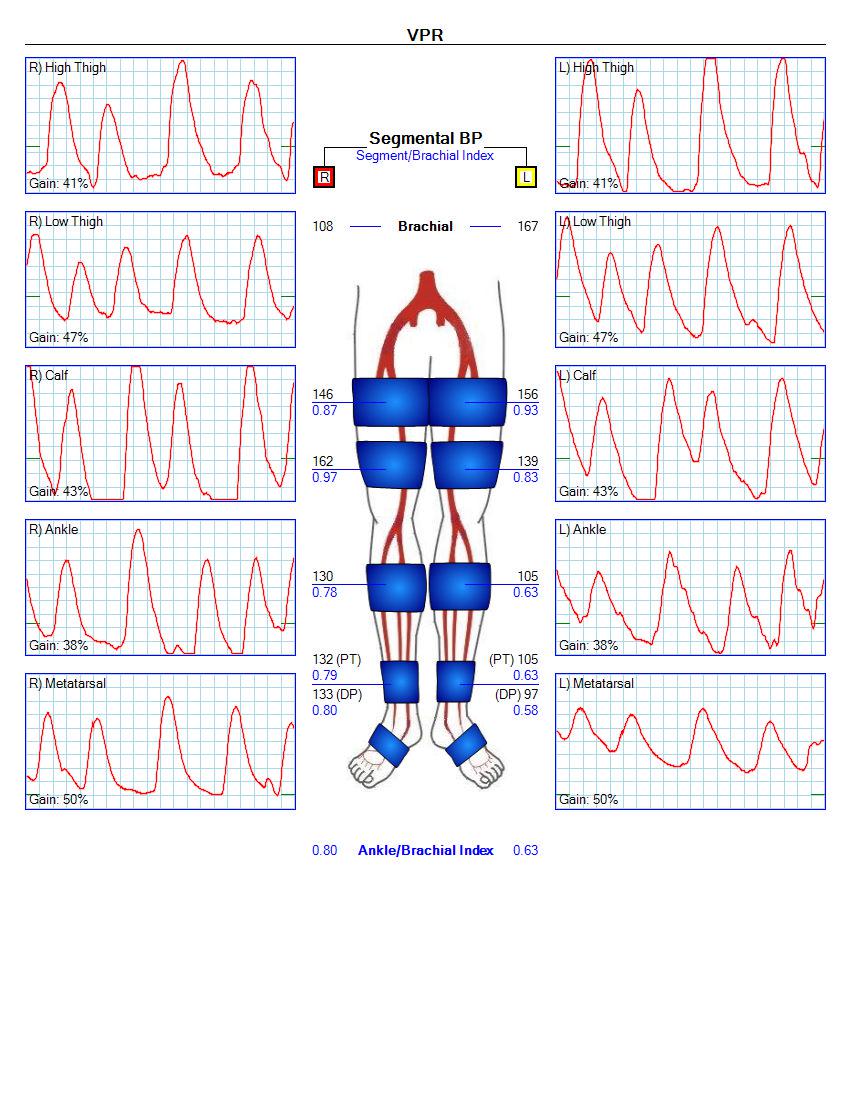 VPR
R) High Thigh
Gain: 41%
L) High Thigh
Gain: 41%
Segmental BP
Segment/Brachial Index
R
L
108 Brachial 167
R) Low Thigh
Gain: 47%
L) Low Thigh
Gain: 47%
146
0.87
156
0.93
R) Calf
Gain: 43%
L) Calf
Gain: 43%
162
0.97
139
0.83
R) Ankle
Gain: 38%
L) Ankle
Gain: 38%
130
0.78
105
0.63
132 (PT)
0.79
133 (DP)
0.80
(PT) 105
0.63
(DP) 97
0.58
R) Metatarsal
Gain: 50%
L) Metatarsal
Gain: 50%
0.80 Ankle/Brachial Index 0.63